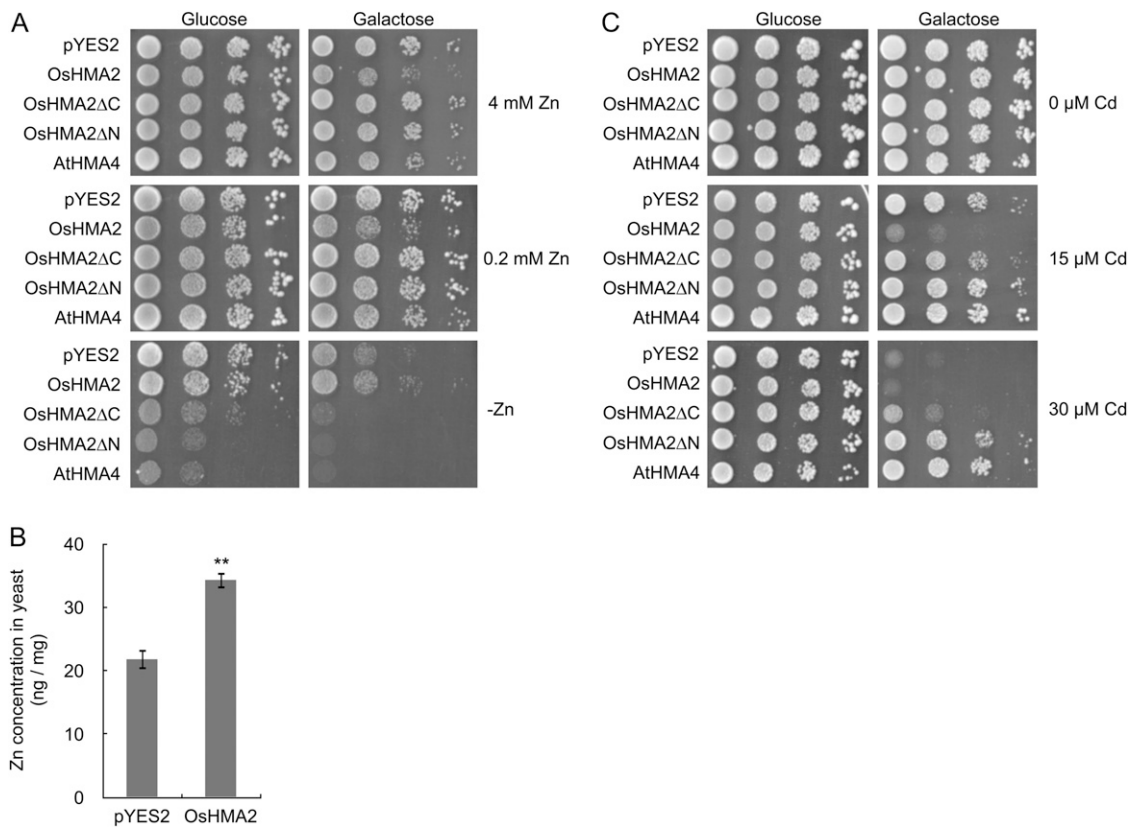 A
Glucose
Galactose
pYES2
OsHMA2
OsHMA2ΔC
OsHMA2ΔN
AtHMA4
4 mM Zn
pYES2
OsHMA2
OsHMA2ΔC
OsHMA2ΔN
AtHMA4
0.2 mM Zn
pYES2
OsHMA2
OsHMA2ΔC
OsHMA2ΔN
AtHMA4
-Zn
C
Glucose
Galactose
pYES2
OsHMA2
OsHMA2ΔC
OsHMA2ΔN
AtHMA4
0 μM Cd
pYES2
OsHMA2
OsHMA2ΔC
OsHMA2ΔN
AtHMA4
15 μM Cd
pYES2
OsHMA2
OsHMA2ΔC
OsHMA2ΔN
AtHMA4
30 μM Cd
B
Zn concentration in yeast
(ng / mg)
40
30
20
10
0
**
pYES2
OsHMA2